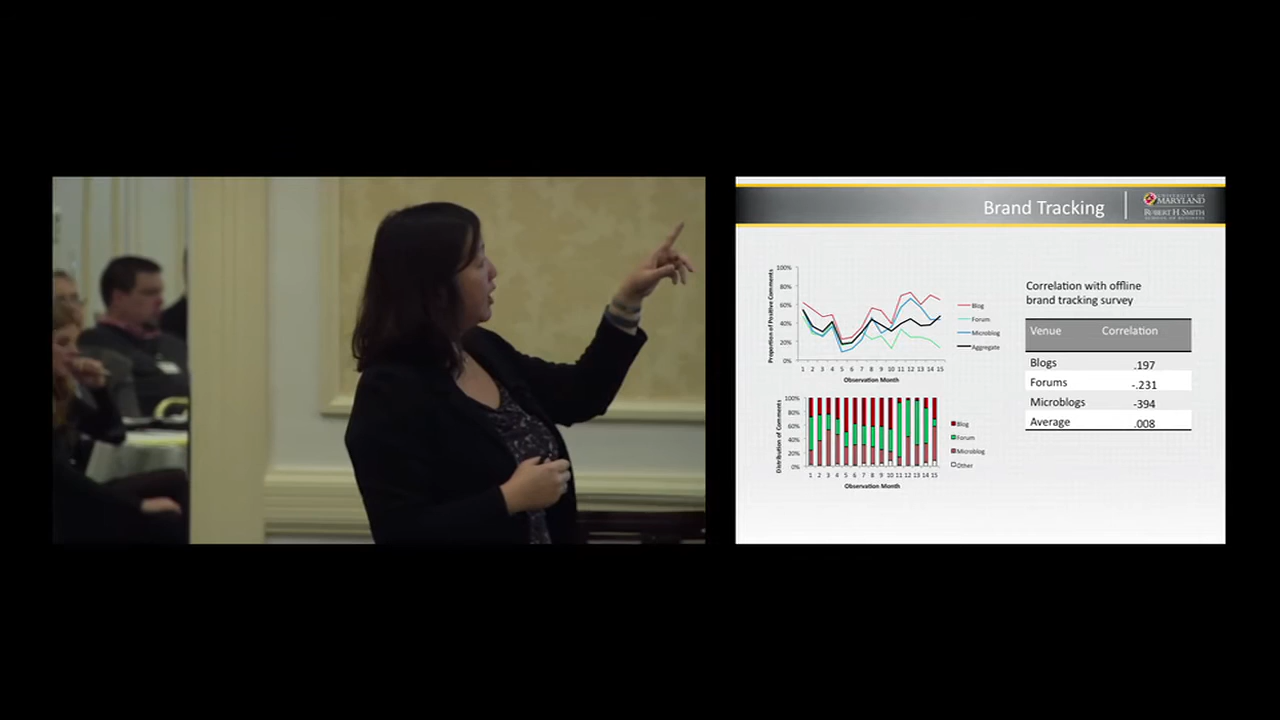 Brand Tracking
UNIVERSITY OF
MARYLAND
ROBERT H. SMITH
SCHOOL OF BUSINESS
Proportion of Positive Comments
100%
80%
60%
40%
20%
0%
1 2 3 4 5 6 7 8 9 10 11 12 13 14 15
Observation Month
Blog
Forum
Microblog
Aggregate
Distribution of Comments
100%
80%
60%
40%
20%
0%
1 2 3 4 5 6 7 8 9 10 11 12 13 14 15
Observation Month
Blog
Forum
Microblog
Other
Correlation with offline
brand tracking survey
Venue Correlation
Blogs .197
Forums -.231
Microblogs -394
Average .008